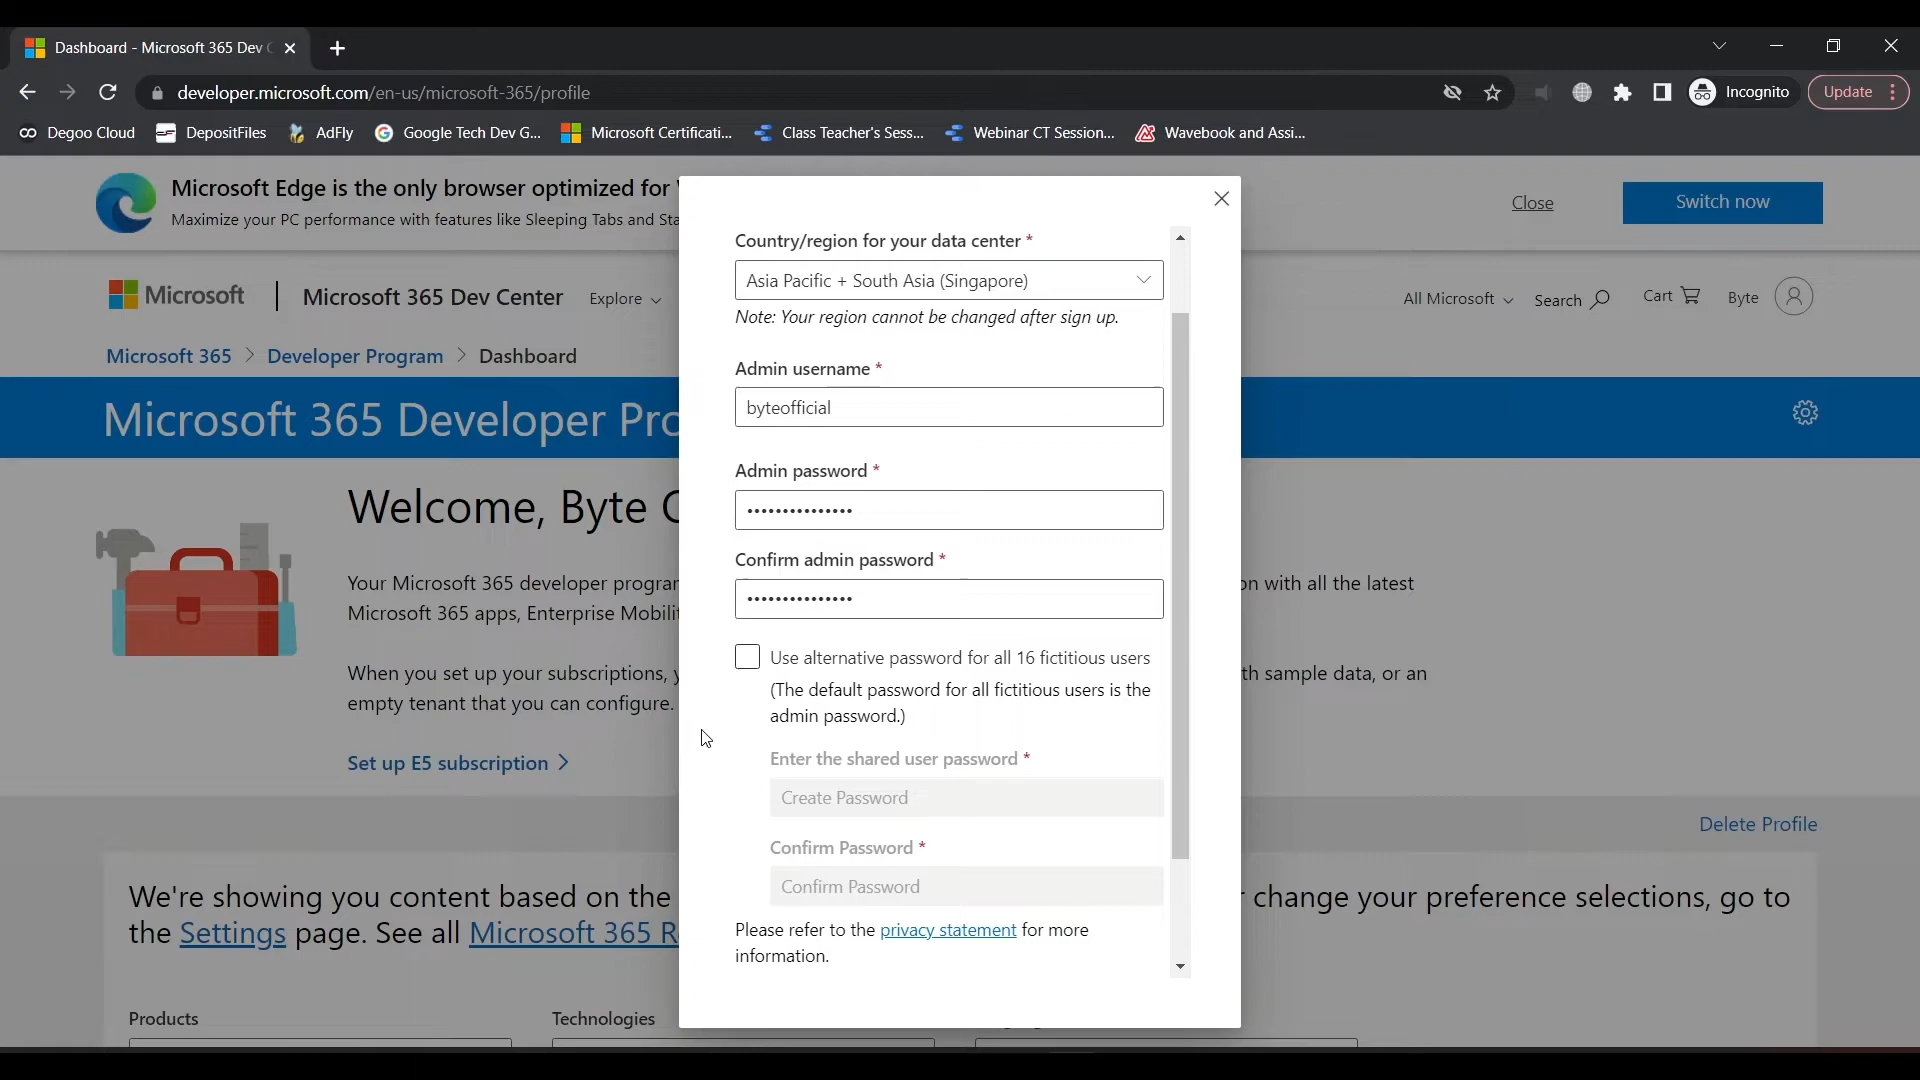 Dashboard - Microsoft 365 Dev C
developer.microsoft.com/en-us/microsoft-365/profile
Incognito
Update
Degoo Cloud
DepositFiles
AdFly
Google Tech Dev G...
Microsoft Certificati...
Class Teacher's Sess...
Webinar CT Session...
Wavebook and Assi...
Microsoft Edge is the only browser optimized for
Maximize your PC performance with features like Sleeping Tabs and Sta
Close
Switch now
Microsoft
Microsoft 365 Dev Center
Explore
All Microsoft
Search
Cart
Byte
Microsoft 365 > Developer Program > Dashboard
Microsoft 365 Developer Pro
Welcome, Byte
Your Microsoft 365 developer program
on with all the latest
Microsoft 365 apps, Enterprise Mobili
When you set up your subscriptions, y
th sample data, or an
empty tenant that you can configure.
Set up E5 subscription >
Delete Profile
We're showing you content based on the
r change your preference selections, go to
the Settings page. See all Microsoft 365 R
Products
Technologies
Country/region for your data center *
Asia Pacific + South Asia (Singapore)
Note: Your region cannot be changed after sign up.
Admin username *
byteofficial
Admin password *
•••••••••••••••
Confirm admin password *
•••••••••••••••
Use alternative password for all 16 fictitious users
(The default password for all fictitious users is the
admin password.)
Enter the shared user password *
Create Password
Confirm Password *
Confirm Password
Please refer to the privacy statement for more
information.